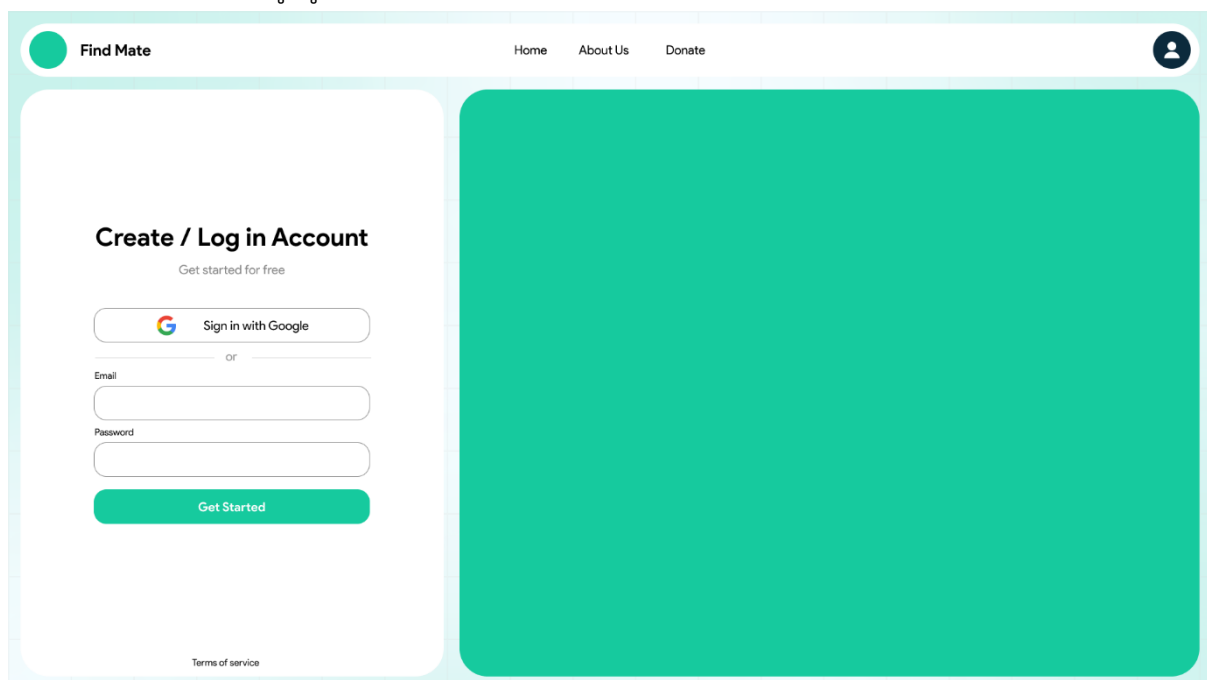 Find Mate
Home About Us Donate
Create / Log in Account
Get started for free
Sign in with Google
or
Email
Password
Get Started
Terms of service